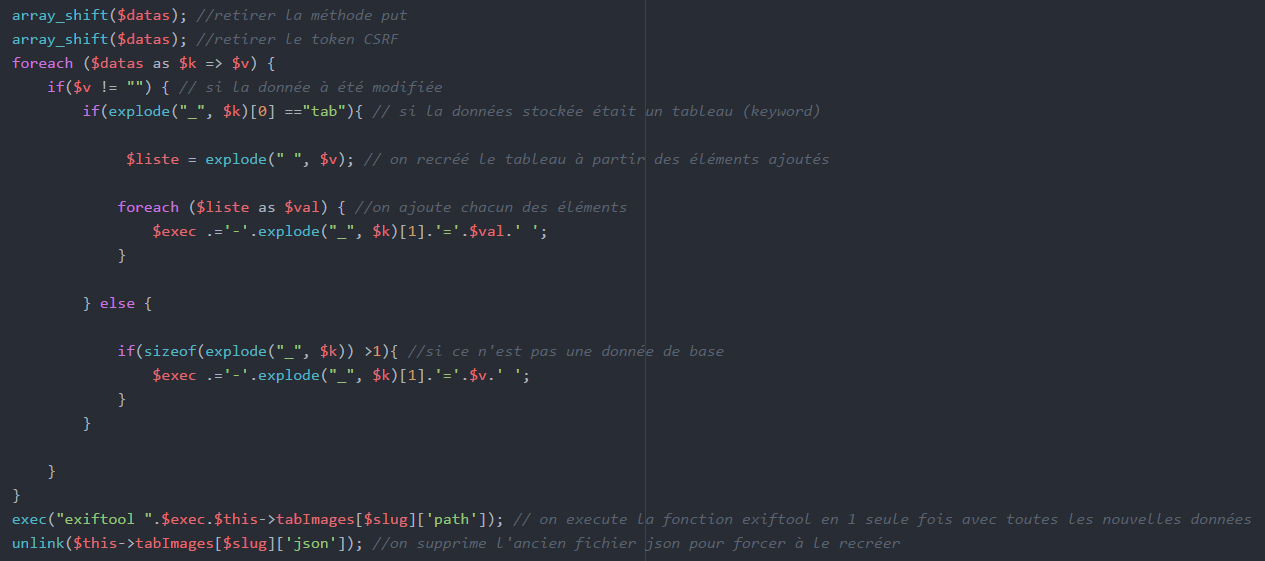 array_shift($datas); //retirer la méthode put
array_shift($datas); //retirer le token CSRF
foreach ($datas as $k => $v) {
if($v != "") { // si la donnée à été modifiée
if(explode("_", $k)[0] =="tab"){ // si la données stockée était un tableau (keyword)
$liste = explode(" ", $v); // on recréé le tableau à partir des éléments ajoutés
foreach ($liste as $val) { //on ajoute chacun des éléments
$exec .='-'.explode("_", $k)[1].'='.$val.' ';
}
} else {
if(sizeof(explode("_", $k)) >1){ //si ce n'est pas une donnée de base
$exec .='-'.explode("_", $k)[1].'='.$v.' ';
}
}
}
}
exec("exiftool ".$exec.$this->tabImages[$slug]['path']); // on execute la fonction exiftool en 1 seule fois avec toutes les nouvelles données
unlink($this->tabImages[$slug]['json']); //on supprime l'ancien fichier json pour forcer à le recréer